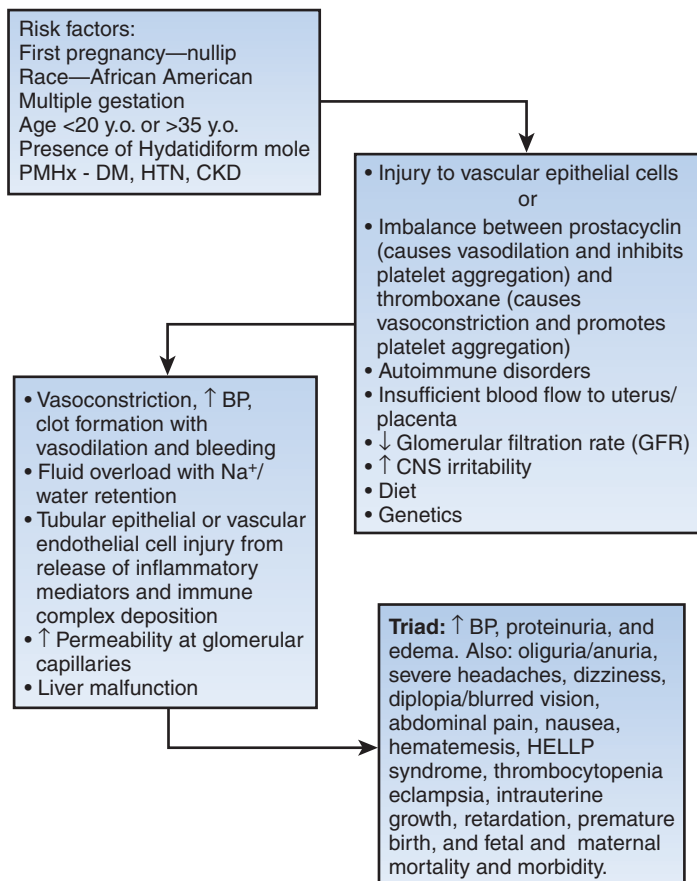 Risk factors:
First pregnancy—nullip
Race—African American
Multiple gestation
Age <20 y.o. or >35 y.o.
Presence of Hydatidiform mole
PMHx - DM, HTN, CKD
• Injury to vascular epithelial cells
or
• Imbalance between prostacyclin
(causes vasodilation and inhibits
platelet aggregation) and
thromboxane (causes
vasoconstriction and promotes
platelet aggregation)
• Autoimmune disorders
• Insufficient blood flow to uterus/
placenta
• ↓ Glomerular filtration rate (GFR)
• ↑ CNS irritability
• Diet
• Genetics
• Vasoconstriction, ↑ BP,
clot formation with
vasodilation and bleeding
• Fluid overload with Na⁺/
water retention
• Tubular epithelial or vascular
endothelial cell injury from
release of inflammatory
mediators and immune
complex deposition
• ↑ Permeability at glomerular
capillaries
• Liver malfunction
Triad: ↑ BP, proteinuria, and
edema. Also: oliguria/anuria,
severe headaches, dizziness,
diplopia/blurred vision,
abdominal pain, nausea,
hematemesis, HELLP
syndrome, thrombocytopenia
eclampsia, intrauterine
growth, retardation, premature
birth, and fetal and maternal
mortality and morbidity.